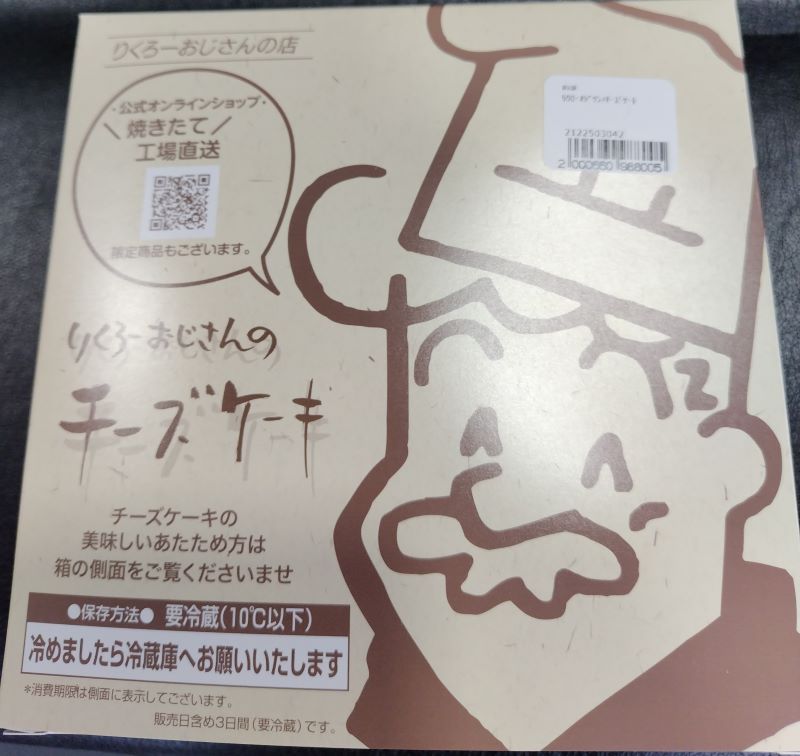 りくろーおじさんの店
・公式オンラインショップ・
＼焼きたて／
工場直送
限定商品もございます。
りくろーおじさんの
チーズケーキ
チーズケーキの
美味しいあたため方は
箱の側面をご覧くださいませ
●保存方法● 要冷蔵(10℃以下)
冷めましたら冷蔵庫へお願いいたします
＊消費期限は側面に表示してございます。
販売日含め3日間(要冷蔵)です。
2122503042
2 000550 988005